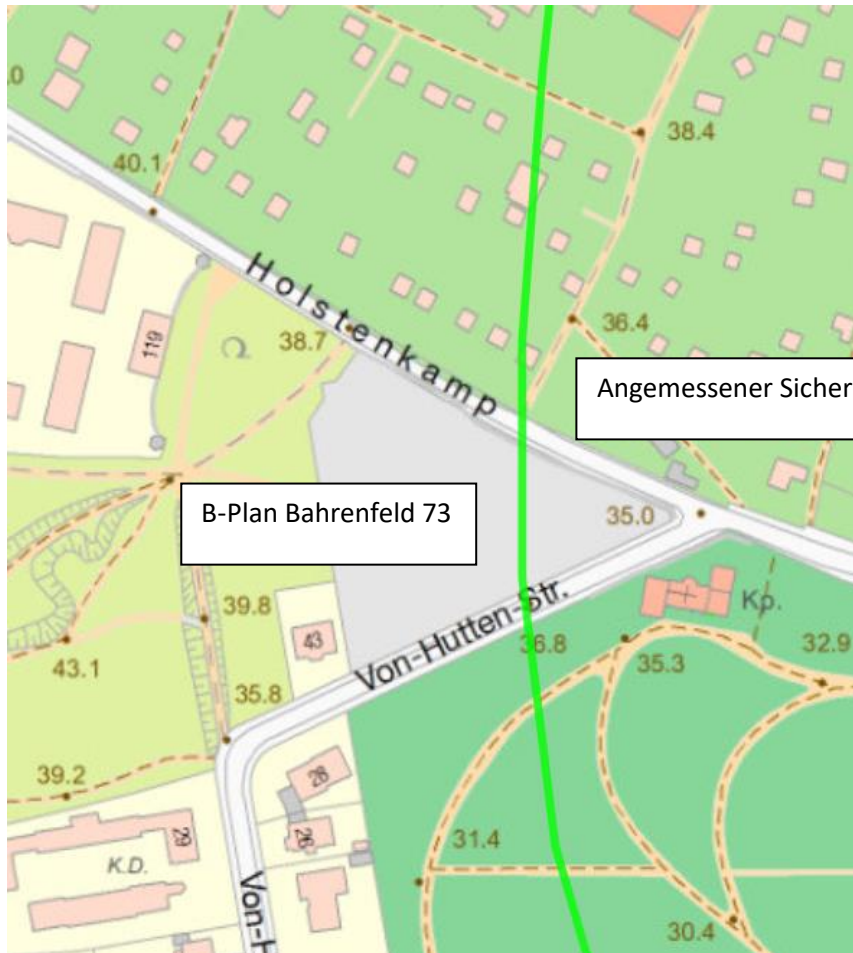 .0
38.4
40.1
Holstenkamp
36.4
38.7
119
Angemessener Sicher
B-Plan Bahrenfeld 73
35.0
39.8
Von-Hutten-Str.
Kp.
43
36.8
43.1
35.3
32.9
35.8
39.2
28
29
26
31.4
K.D.
Von-H
30.4